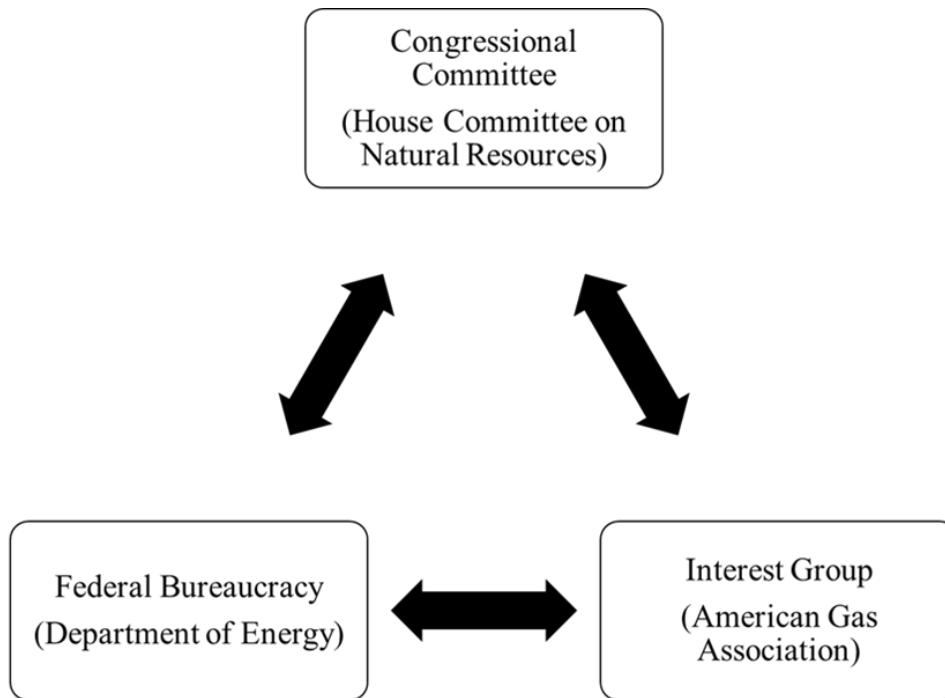 Congressional
Committee
(House Committee on
Natural Resources)
Federal Bureaucracy
(Department of Energy)
Interest Group
(American Gas
Association)